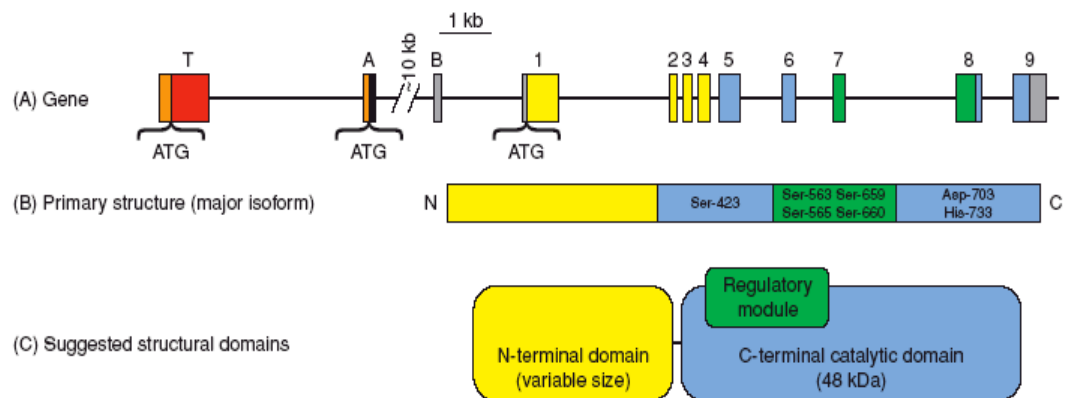 1 kb
T A ~10 kb B 1 2 3 4 5 6 7 8 9
(A) Gene
ATG ATG ATG
(B) Primary structure (major isoform) N Ser-423 Ser-563 Ser-659 Asp-703 C
Ser-565 Ser-660 His-733
Regulatory
module
(C) Suggested structural domains
N-terminal domain C-terminal catalytic domain
(variable size) (48 kDa)